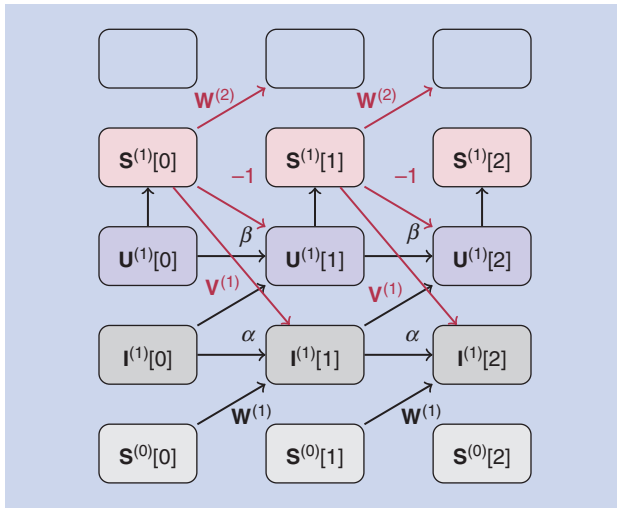 W⁽²⁾ W⁽²⁾
S⁽¹⁾[0] S⁽¹⁾[1] S⁽¹⁾[2]
−1 −1
β β
U⁽¹⁾[0] U⁽¹⁾[1] U⁽¹⁾[2]
V⁽¹⁾ V⁽¹⁾
α α
I⁽¹⁾[0] I⁽¹⁾[1] I⁽¹⁾[2]
W⁽¹⁾ W⁽¹⁾
S⁽⁰⁾[0] S⁽⁰⁾[1] S⁽⁰⁾[2]